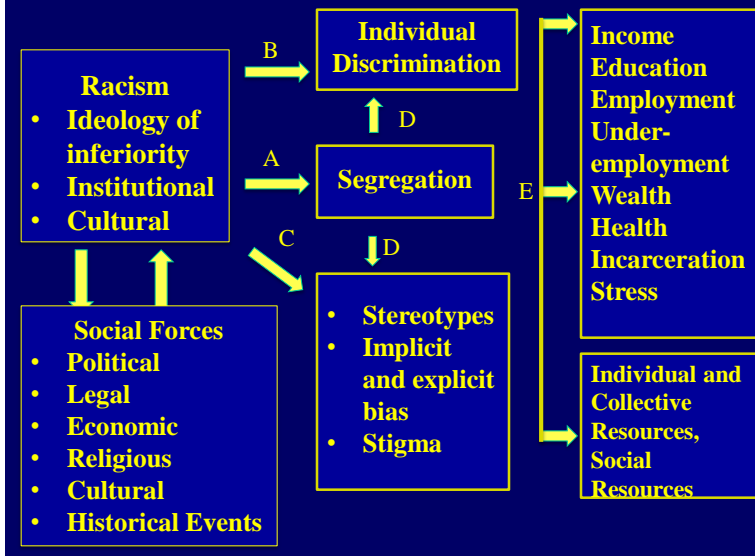 Racism
• Ideology of
inferiority
• Institutional
• Cultural
B
A
C
Individual
Discrimination
D
Segregation
D
• Stereotypes
• Implicit
and explicit
bias
• Stigma
Social Forces
• Political
• Legal
• Economic
• Religious
• Cultural
• Historical Events
E
Income
Education
Employment
Under-
employment
Wealth
Health
Incarceration
Stress
Individual and
Collective
Resources,
Social
Resources